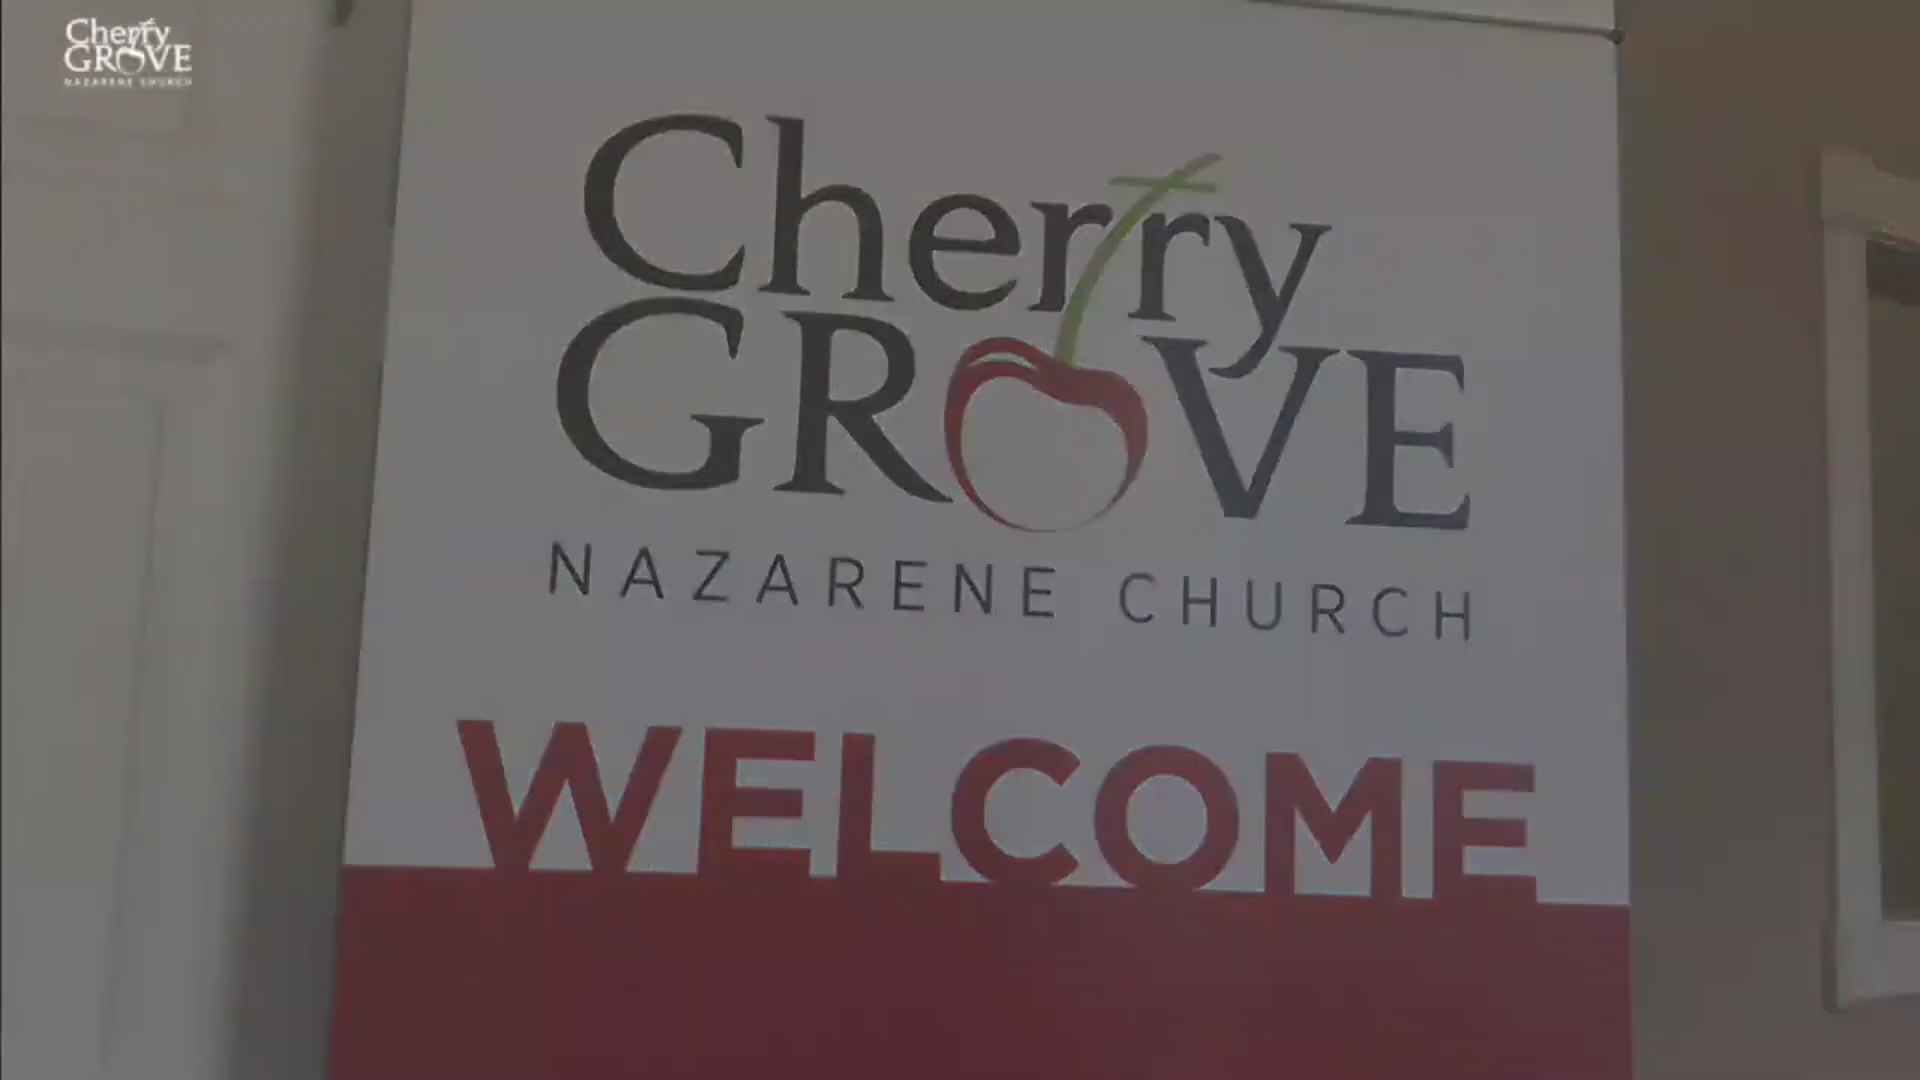 Cherry
GROVE
NAZARENE CHURCH
Cherry
GROVE
NAZARENE CHURCH
WELCOME